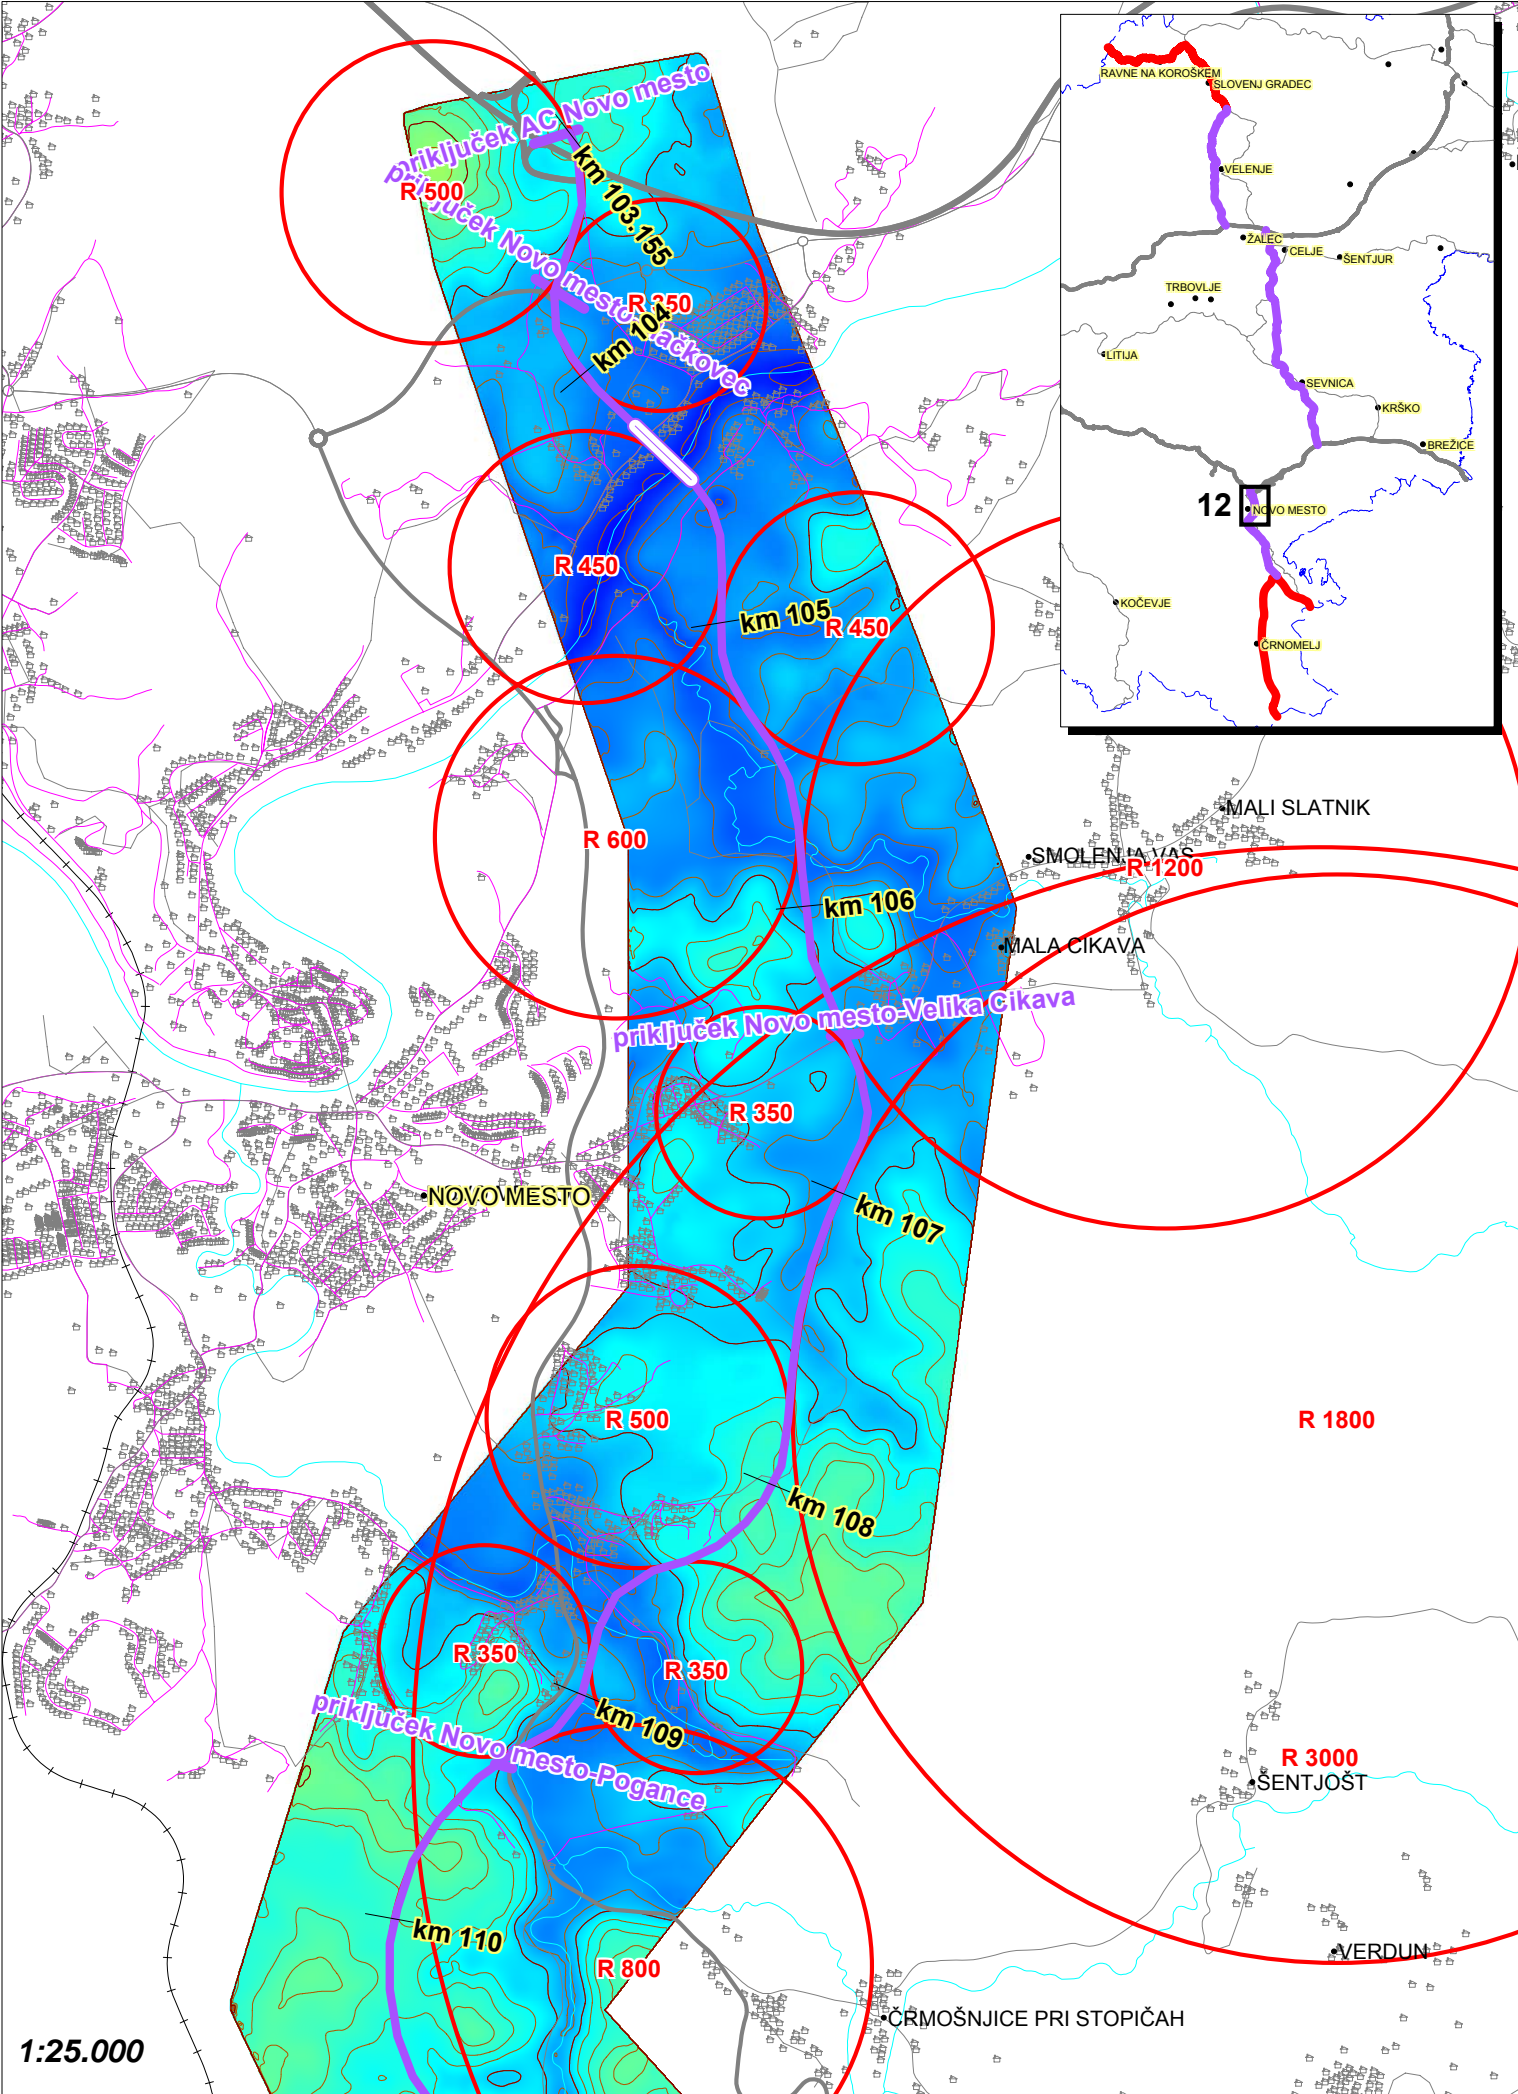 priključek AC Novo mesto
R 500
km 103.155
priključek Novo mesto-Mačkovec
R 350
km 104
R 450
km 105
R 450
R 600
km 106
MALI SLATNIK
SMOLENJA VAS
R 1200
MALA CIKAVA
priključek Novo mesto-Velika Cikava
R 350
NOVO MESTO
km 107
R 500
R 1800
km 108
R 350
R 350
km 109
priključek Novo mesto-Pogance
R 3000
ŠENTJOŠT
km 110
R 800
VERDUN
ČRMOŠNJICE PRI STOPIČAH
1:25.000
RAVNE NA KOROŠKEM
SLOVENJ GRADEC
VELENJE
ŽALEC
CELJE
ŠENTJUR
TRBOVLJE
LITIJA
SEVNICA
KRŠKO
BREŽICE
12
NOVO MESTO
KOČEVJE
ČRNOMELJ